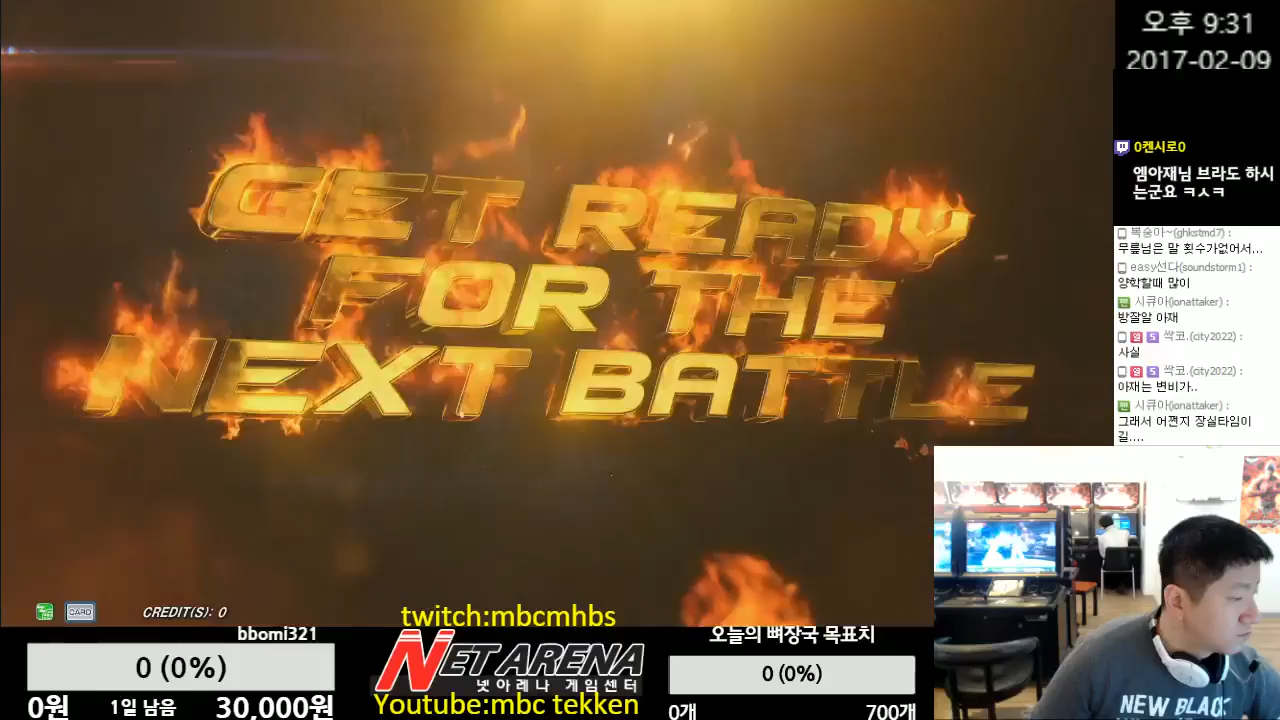 GET READY
FOR THE
NEXT BATTLE
CARD
CREDIT(S): 0
오후 9:31
2017-02-09
0켄시로0
엠아재님 브라도 하시
는군요 ㅋㅅㅋ
복숭아~(ghkstmd7) :
무릎님은 말 횟수가없어서...
easy선다(soundstorm1) :
양학할때 많이
시큐아(ionattaker) :
방잘알 아재
싹코.(city2022) :
사실
싹코.(city2022) :
아재는 변비가..
시큐아(ionattaker) :
그래서 어쩐지 장실타임이
길....
bbomi321
0 (0%)
0원 1일 남음 30,000원
twitch:mbcmhbs
NET ARENA
넷아레나 게임센터
Youtube:mbc tekken
오늘의 뼈장국 목표치
0 (0%)
0개 700개
NEW BLACK